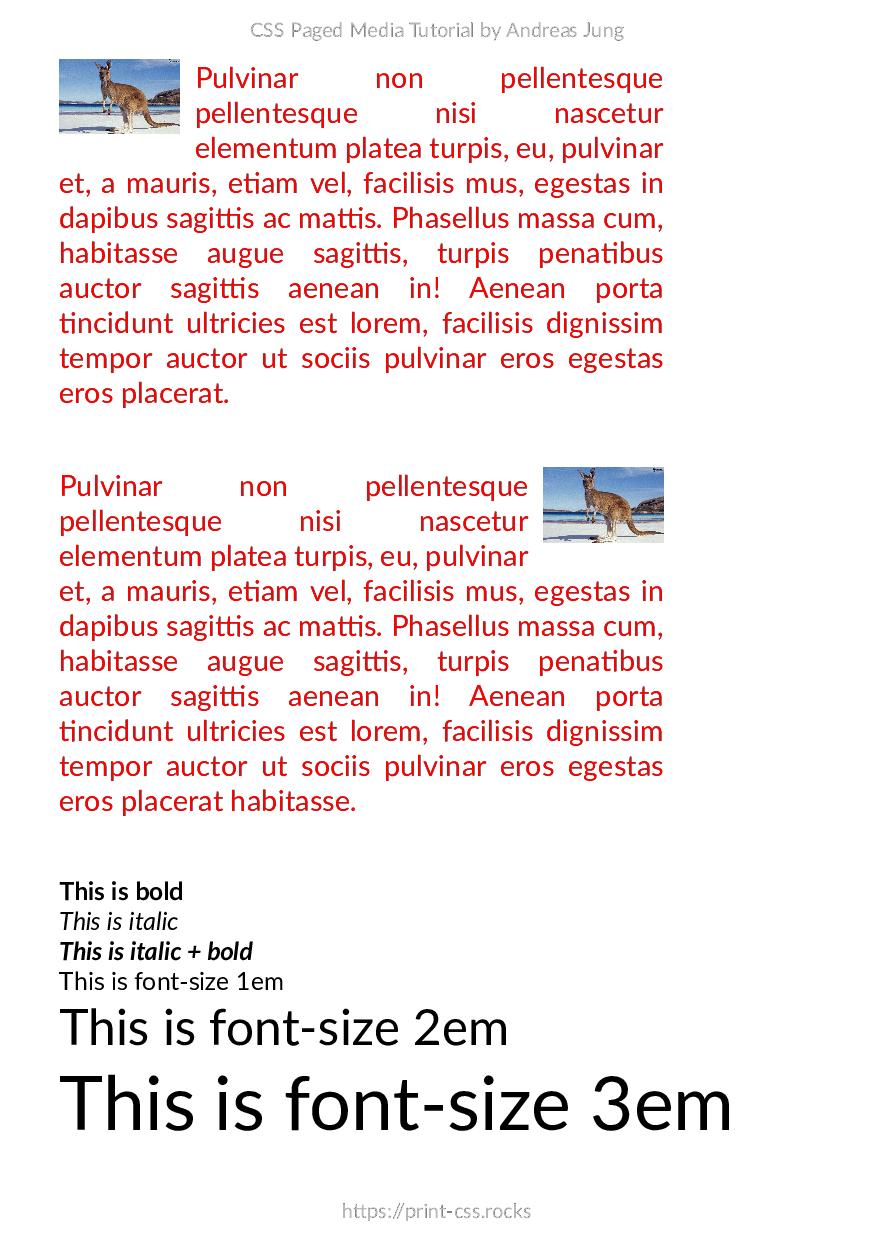 CSS Paged Media Tutorial by Andreas Jung
Pulvinar non pellentesque
pellentesque nisi nascetur
elementum platea turpis, eu, pulvinar
et, a mauris, etiam vel, facilisis mus, egestas in
dapibus sagittis ac mattis. Phasellus massa cum,
habitasse augue sagittis, turpis penatibus
auctor sagittis aenean in! Aenean porta
tincidunt ultricies est lorem, facilisis dignissim
tempor auctor ut sociis pulvinar eros egestas
eros placerat.
Pulvinar non pellentesque
pellentesque nisi nascetur
elementum platea turpis, eu, pulvinar
et, a mauris, etiam vel, facilisis mus, egestas in
dapibus sagittis ac mattis. Phasellus massa cum,
habitasse augue sagittis, turpis penatibus
auctor sagittis aenean in! Aenean porta
tincidunt ultricies est lorem, facilisis dignissim
tempor auctor ut sociis pulvinar eros egestas
eros placerat habitasse.
This is bold
This is italic
This is italic + bold
This is font-size 1em
This is font-size 2em
This is font-size 3em
https://print-css.rocks